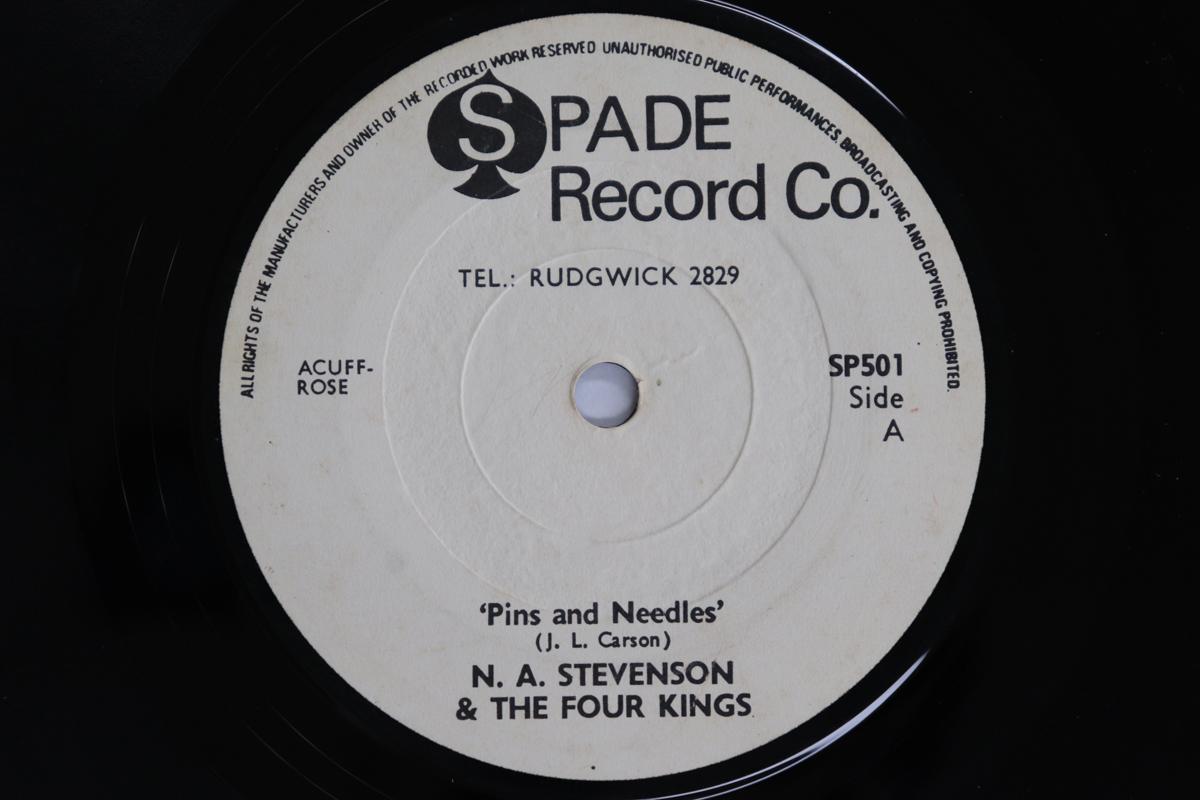 ALL RIGHTS OF THE MANUFACTURERS AND OWNER OF THE RECORDED WORK RESERVED UNAUTHORISED PUBLIC PERFORMANCES, BROADCASTING AND COPYING PROHIBITED.
SPADE
Record Co.
TEL.: RUDGWICK 2829
ACUFF-
ROSE
SP501
Side
A
‘Pins and Needles’
(J. L. Carson)
N. A. STEVENSON
& THE FOUR KINGS